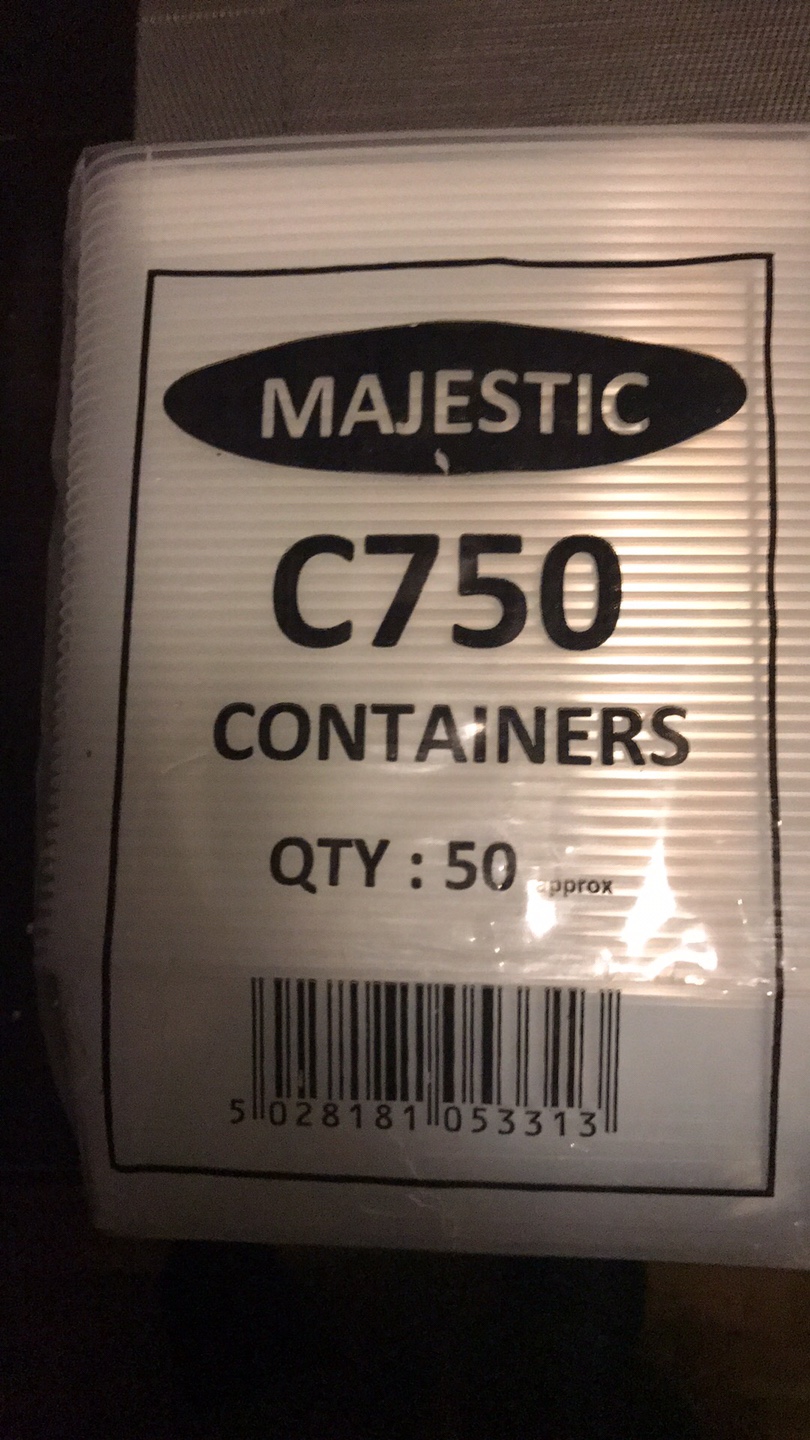 MAJESTIC
C750
CONTAINERS
QTY : 50 approx
5 028181 053313